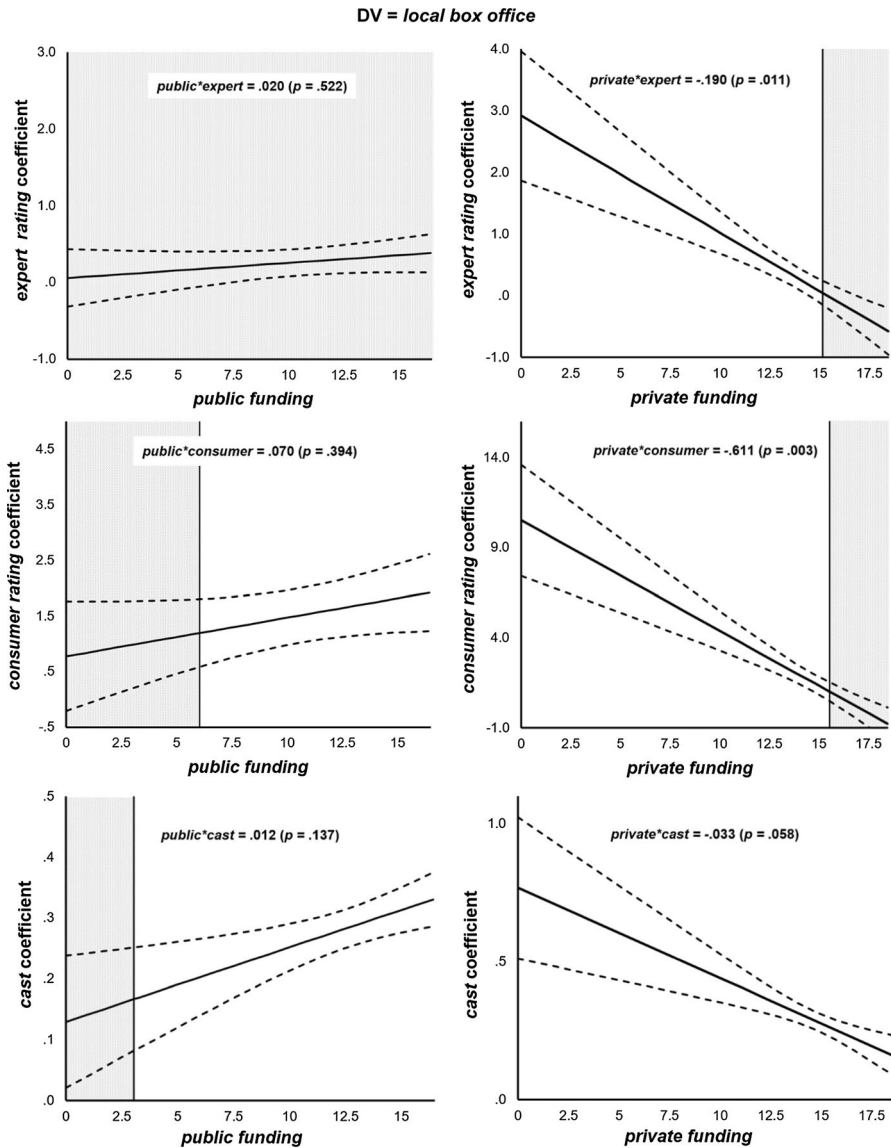 DV = local box office
public*expert = .020 (p = .522)
expert rating coefficient
3.0
2.0
1.0
.0
-1.0
0 2.5 5 7.5 10 12.5 15
public funding
private*expert = -.190 (p = .011)
expert rating coefficient
4.0
3.0
2.0
1.0
.0
-1.0
0 2.5 5 7.5 10 12.5 15 17.5
private funding
public*consumer = .070 (p = .394)
consumer rating coefficient
4.5
3.5
2.5
1.5
.5
-.5
0 2.5 5 7.5 10 12.5 15
public funding
private*consumer = -.611 (p = .003)
consumer rating coefficient
14.0
9.0
4.0
-1.0
0 2.5 5 7.5 10 12.5 15 17.5
private funding
public*cast = .012 (p = .137)
cast coefficient
.5
.4
.3
.2
.1
.0
0 2.5 5 7.5 10 12.5 15
public funding
private*cast = -.033 (p = .058)
cast coefficient
1.0
.5
.0
0 2.5 5 7.5 10 12.5 15 17.5
private funding